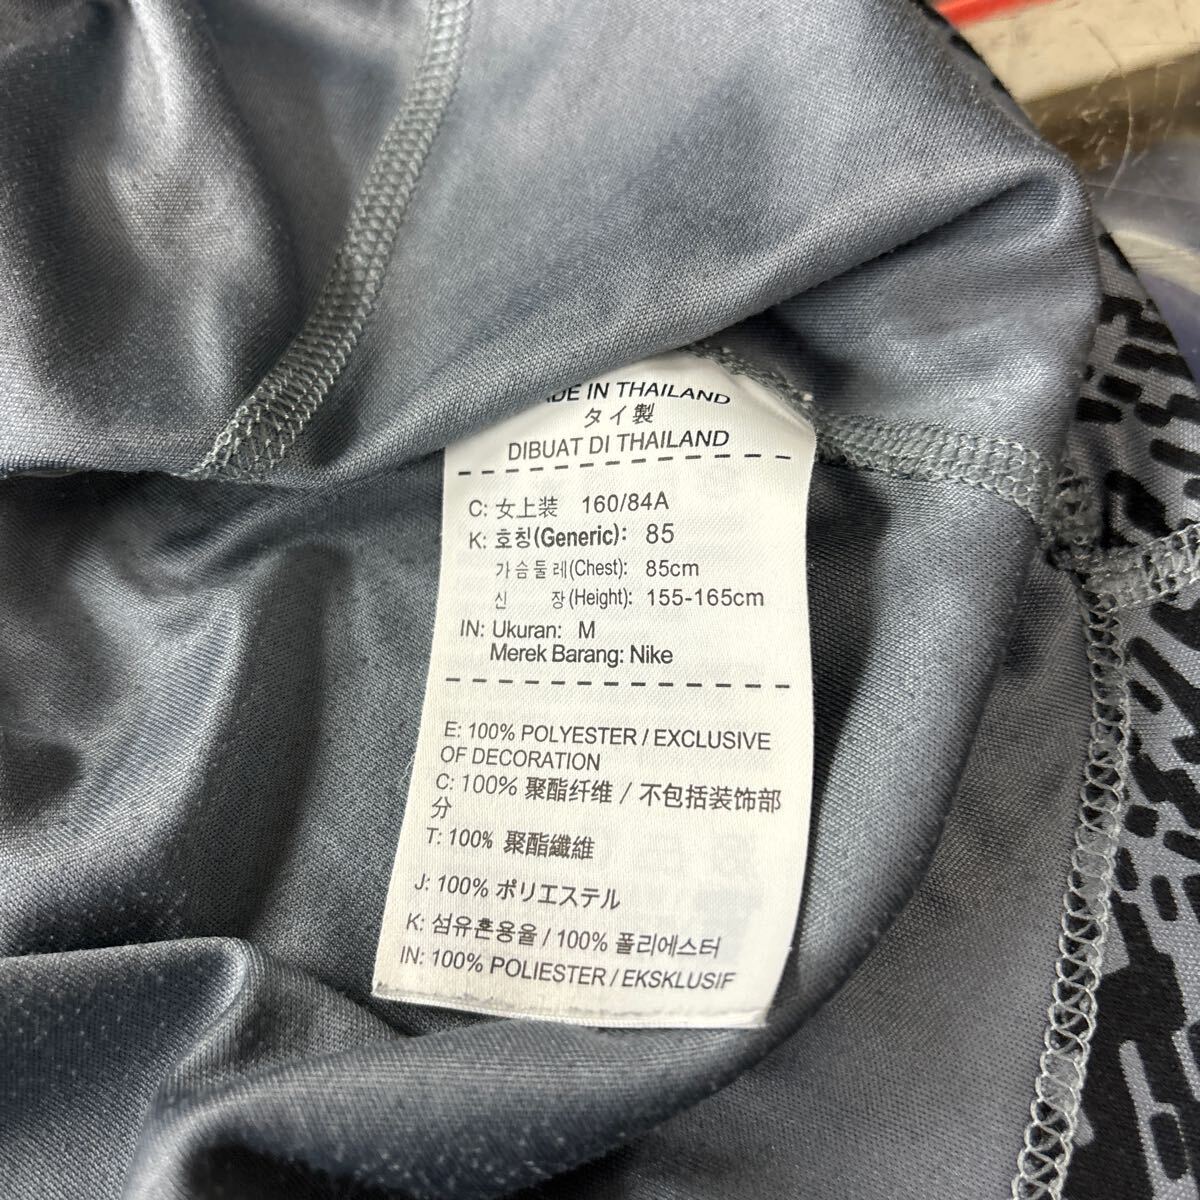 MADE IN THAILAND
タイ製
DIBUAT DI THAILAND
C: 女上装 160/84A
K: 호칭(Generic): 85
가슴둘레(Chest): 85cm
신 장(Height): 155-165cm
IN: Ukuran: M
Merek Barang: Nike
E: 100% POLYESTER / EXCLUSIVE
OF DECORATION
C: 100% 聚酯纤维 / 不包括装饰部
分
T: 100% 聚酯纖維
J: 100% ポリエステル
K: 섬유혼용율 / 100% 폴리에스터
IN: 100% POLIESTER / EKSKLUSIF